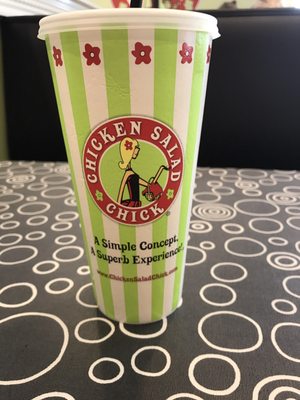 CHICKEN SALAD
CHICK
®
A Simple Concept.
A Superb Experience!
www.ChickenSaladChick.com